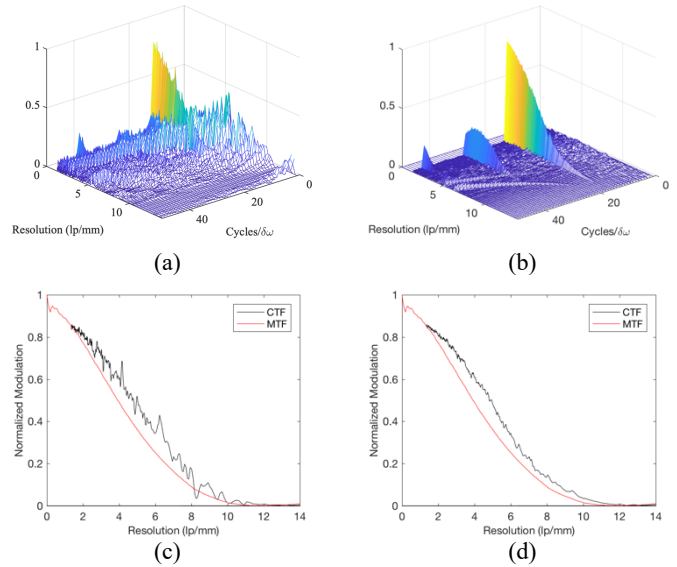 1
0.5
0
0
5
10
Resolution (lp/mm)
40
20
0
Cycles/δω
(a)
1
0.5
0
0
5
10
Resolution (lp/mm)
40
20
0
Cycles/δω
(b)
1
0.8
0.6
0.4
0.2
0
Normalized Modulation
CTF
MTF
0 2 4 6 8 10 12 14
Resolution (lp/mm)
(c)
1
0.8
0.6
0.4
0.2
0
Normalized Modulation
CTF
MTF
0 2 4 6 8 10 12 14
Resolution (lp/mm)
(d)